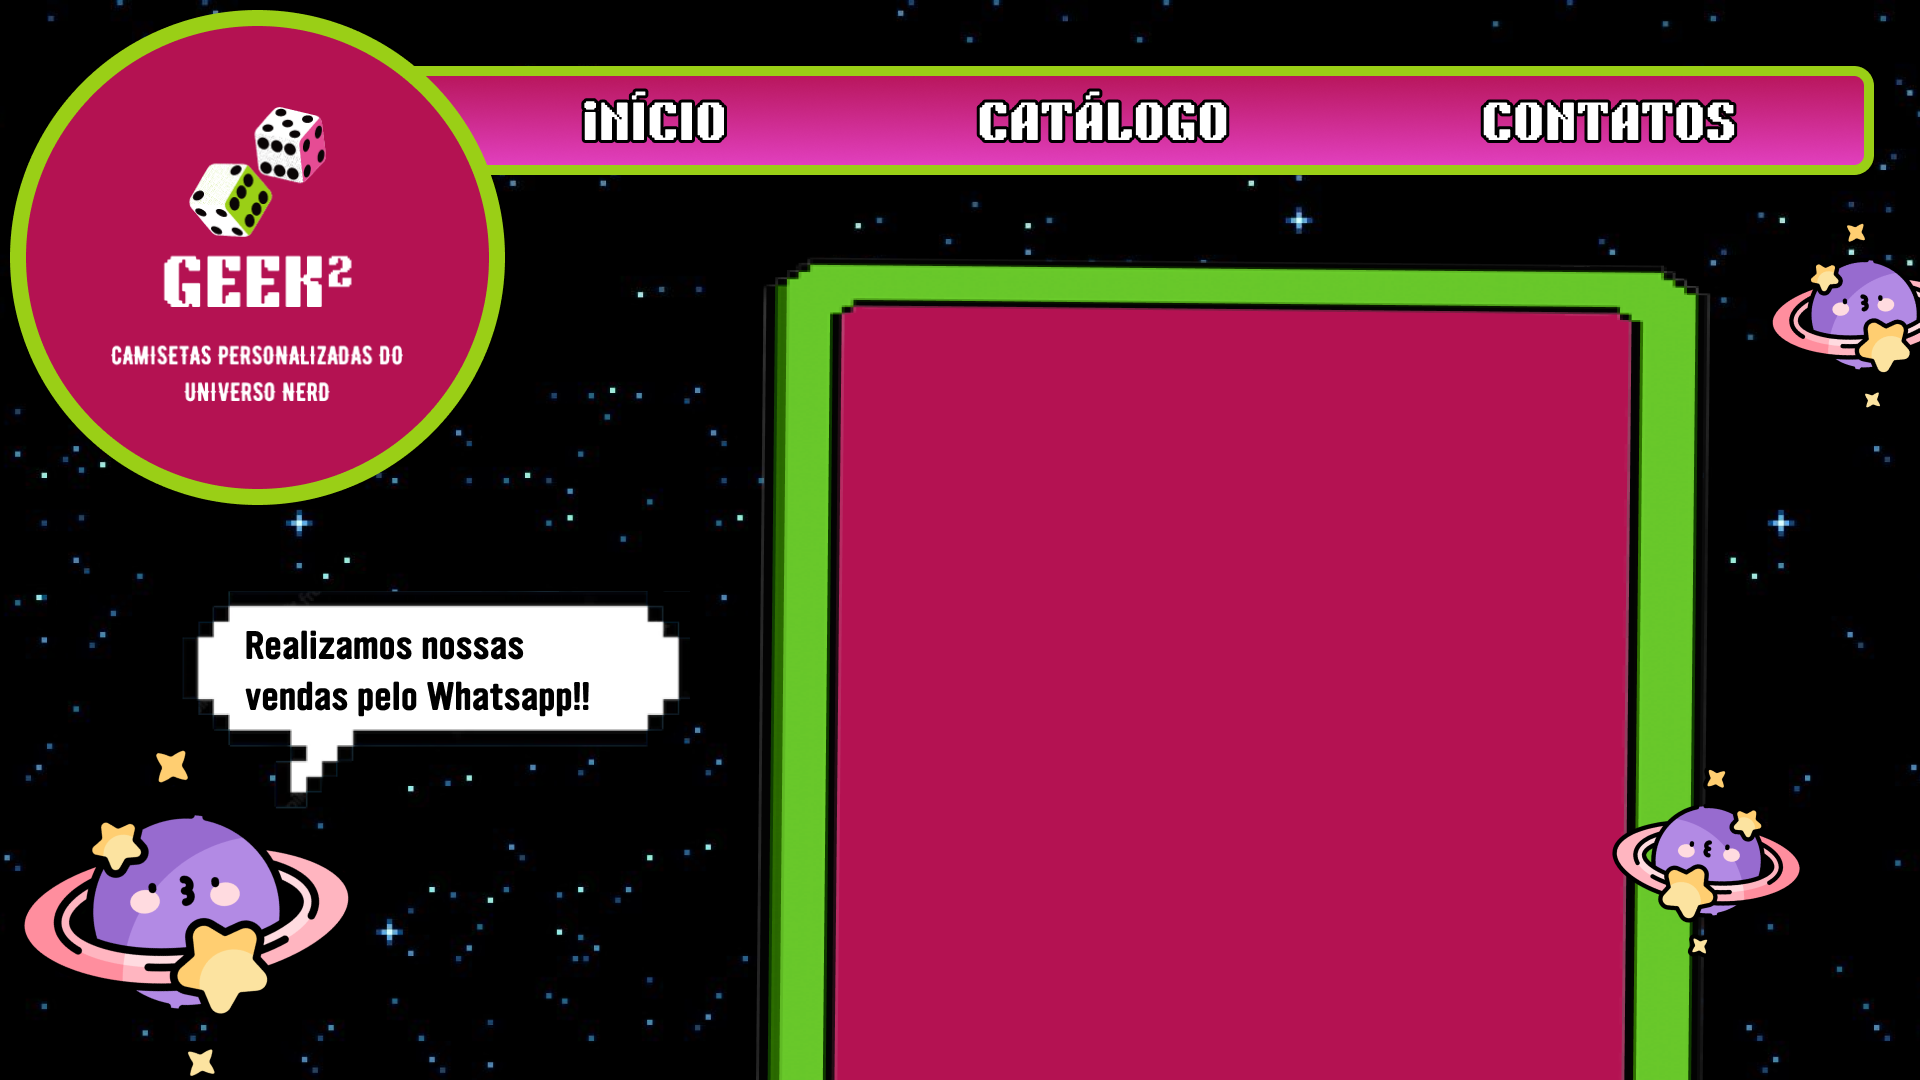 INÍCIO
CATÁLOGO
CONTATOS
GEEK²
CAMISETAS PERSONALIZADAS DO
UNIVERSO NERD
Realizamos nossas
vendas pelo Whatsapp!!